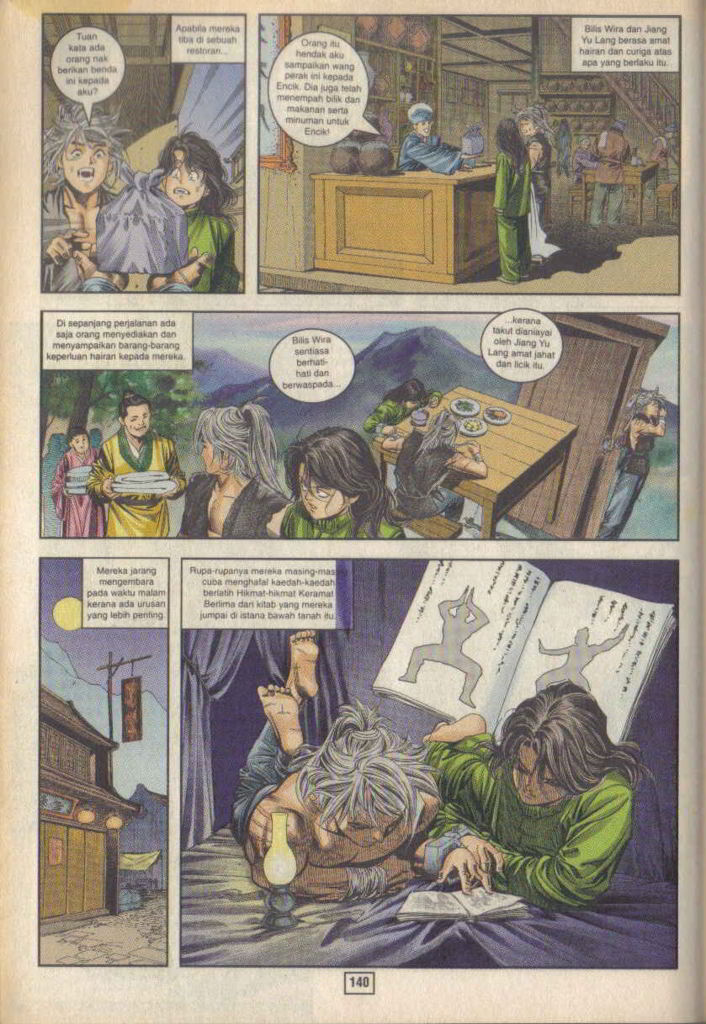 Apabila mereka
tiba di sebuah
restoran...
Tuan
kata ada
orang nak
berikan benda
ini kepada
aku?
Orang itu
hendak aku
sampaikan wang
perak ini kepada
Encik. Dia juga telah
menempah bilik dan
makanan serta
minuman untuk
Encik!
Bilis Wira dan Jiang
Yu Lang berasa amat
hairan dan curiga atas
apa yang berlaku itu.
Di sepanjang perjalanan ada
saja orang menyediakan dan
menyampaikan barang-barang
keperluan hairan kepada mereka.
Bilis Wira
sentiasa
berhati-
hati dan
berwaspada...
...kerana
takut dianiayai
oleh Jiang Yu
Lang amat jahat
dan licik itu.
Mereka jarang
mengembara
pada waktu malam
kerana ada urusan
yang lebih penting.
Rupa-rupanya mereka masing-mas
cuba menghafal kaedah-kaedah
berlatih Hikmat-hikmat Keramat
Berlima dari kitab yang mereka
jumpai di istana bawah tanah itu.
140